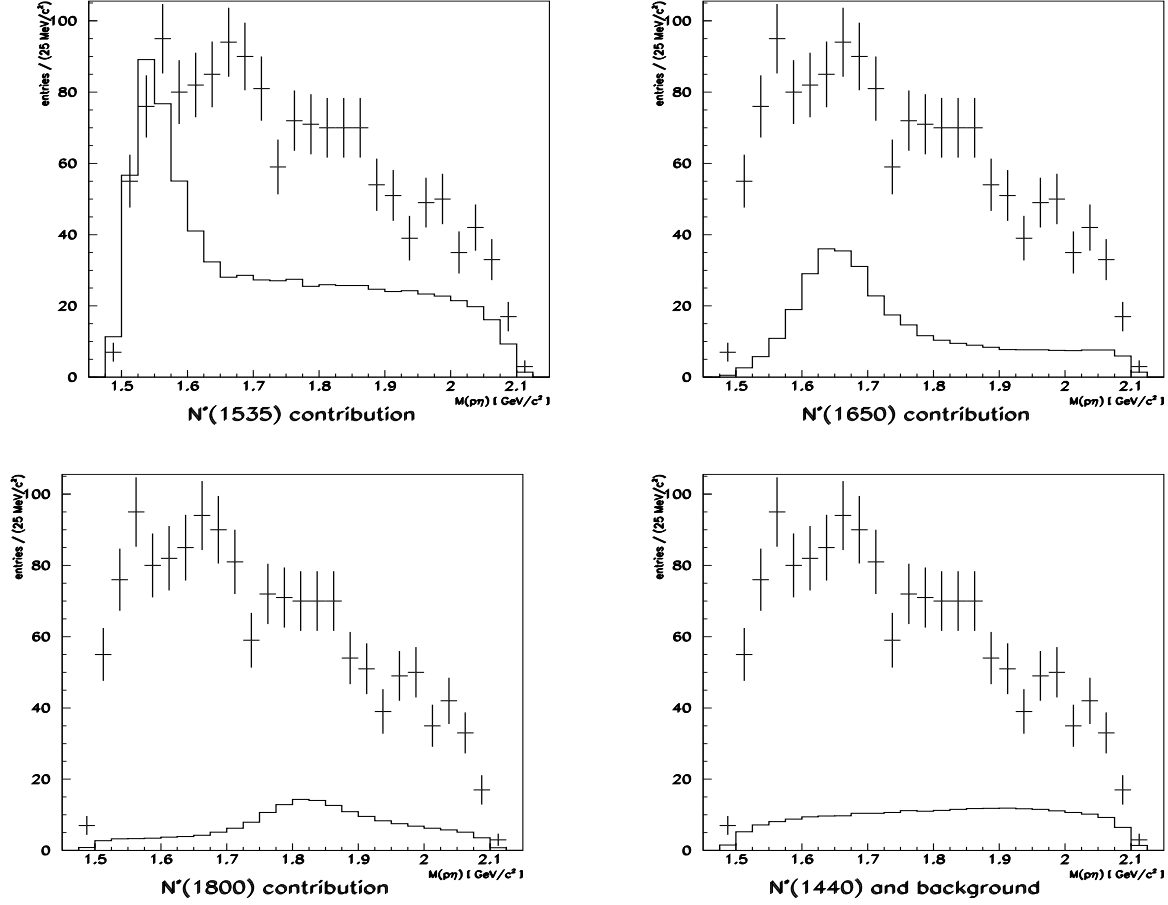 entries / (25 MeV/c²)
100
80
60
40
20
0
1.5 1.6 1.7 1.8 1.9 2 2.1
M(pη) [ GeV/c² ]
N*(1535) contribution
entries / (25 MeV/c²)
100
80
60
40
20
0
1.5 1.6 1.7 1.8 1.9 2 2.1
M(pη) [ GeV/c² ]
N*(1650) contribution
entries / (25 MeV/c²)
100
80
60
40
20
0
1.5 1.6 1.7 1.8 1.9 2 2.1
M(pη) [ GeV/c² ]
N*(1800) contribution
entries / (25 MeV/c²)
100
80
60
40
20
0
1.5 1.6 1.7 1.8 1.9 2 2.1
M(pη) [ GeV/c² ]
N*(1440) and background